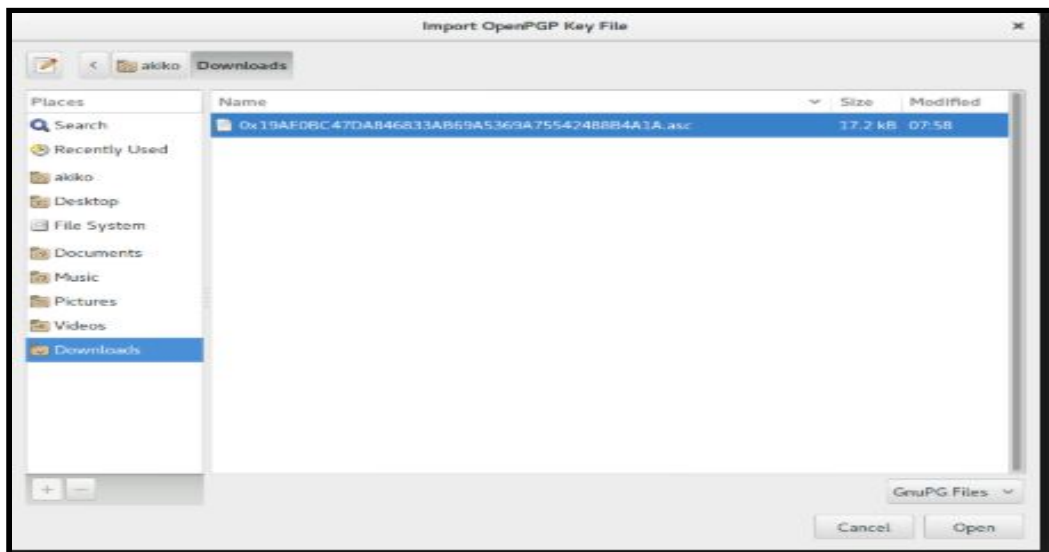 Import OpenPGP Key File
akiko Downloads
Places
Name Size Modified
Search
0x19AE0BC47DA846833AB69A5369A75542488B4A1A.asc 17.2 kB 07:58
Recently Used
akiko
Desktop
File System
Documents
Music
Pictures
Videos
Downloads
GnuPG Files
Cancel Open